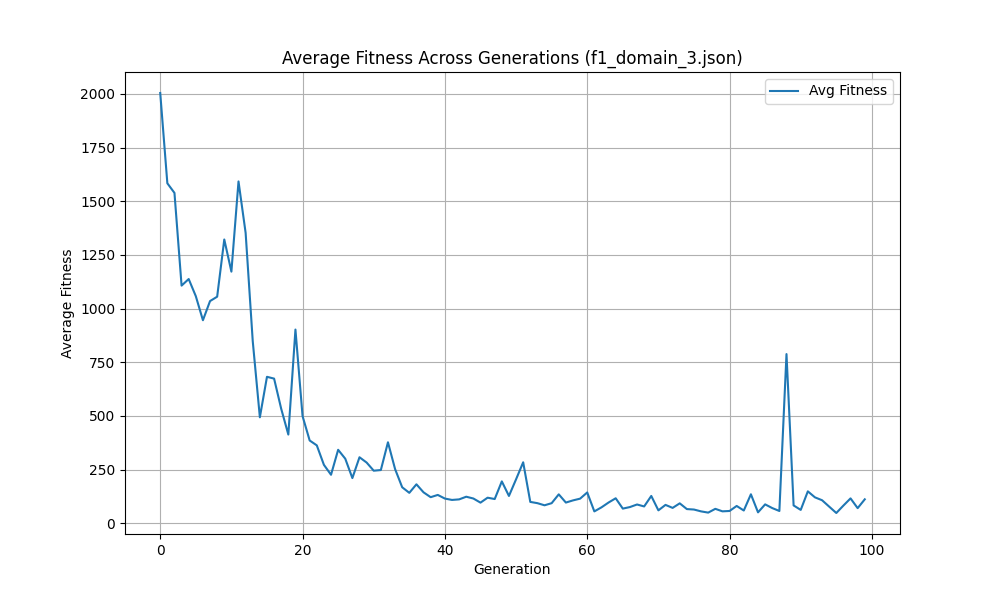 Average Fitness Across Generations (f1_domain_3.json)
Avg Fitness
2000
1750
1500
1250
1000
750
500
250
0
Average Fitness
0 20 40 60 80 100
Generation